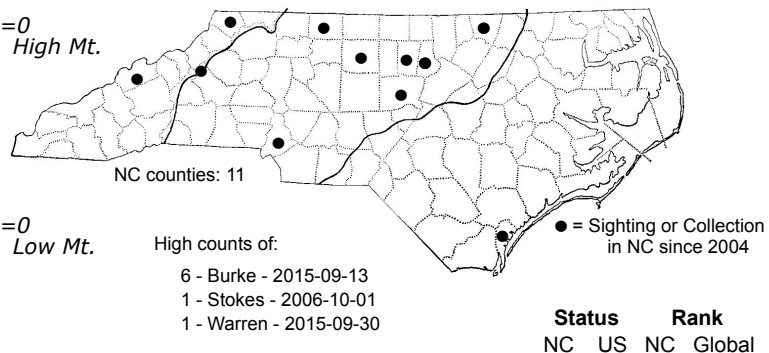 =0
High Mt.
NC counties: 11
=0
Low Mt.
High counts of:
6 - Burke - 2015-09-13
1 - Stokes - 2006-10-01
1 - Warren - 2015-09-30
● = Sighting or Collection
in NC since 2004
Status Rank
NC US NC Global